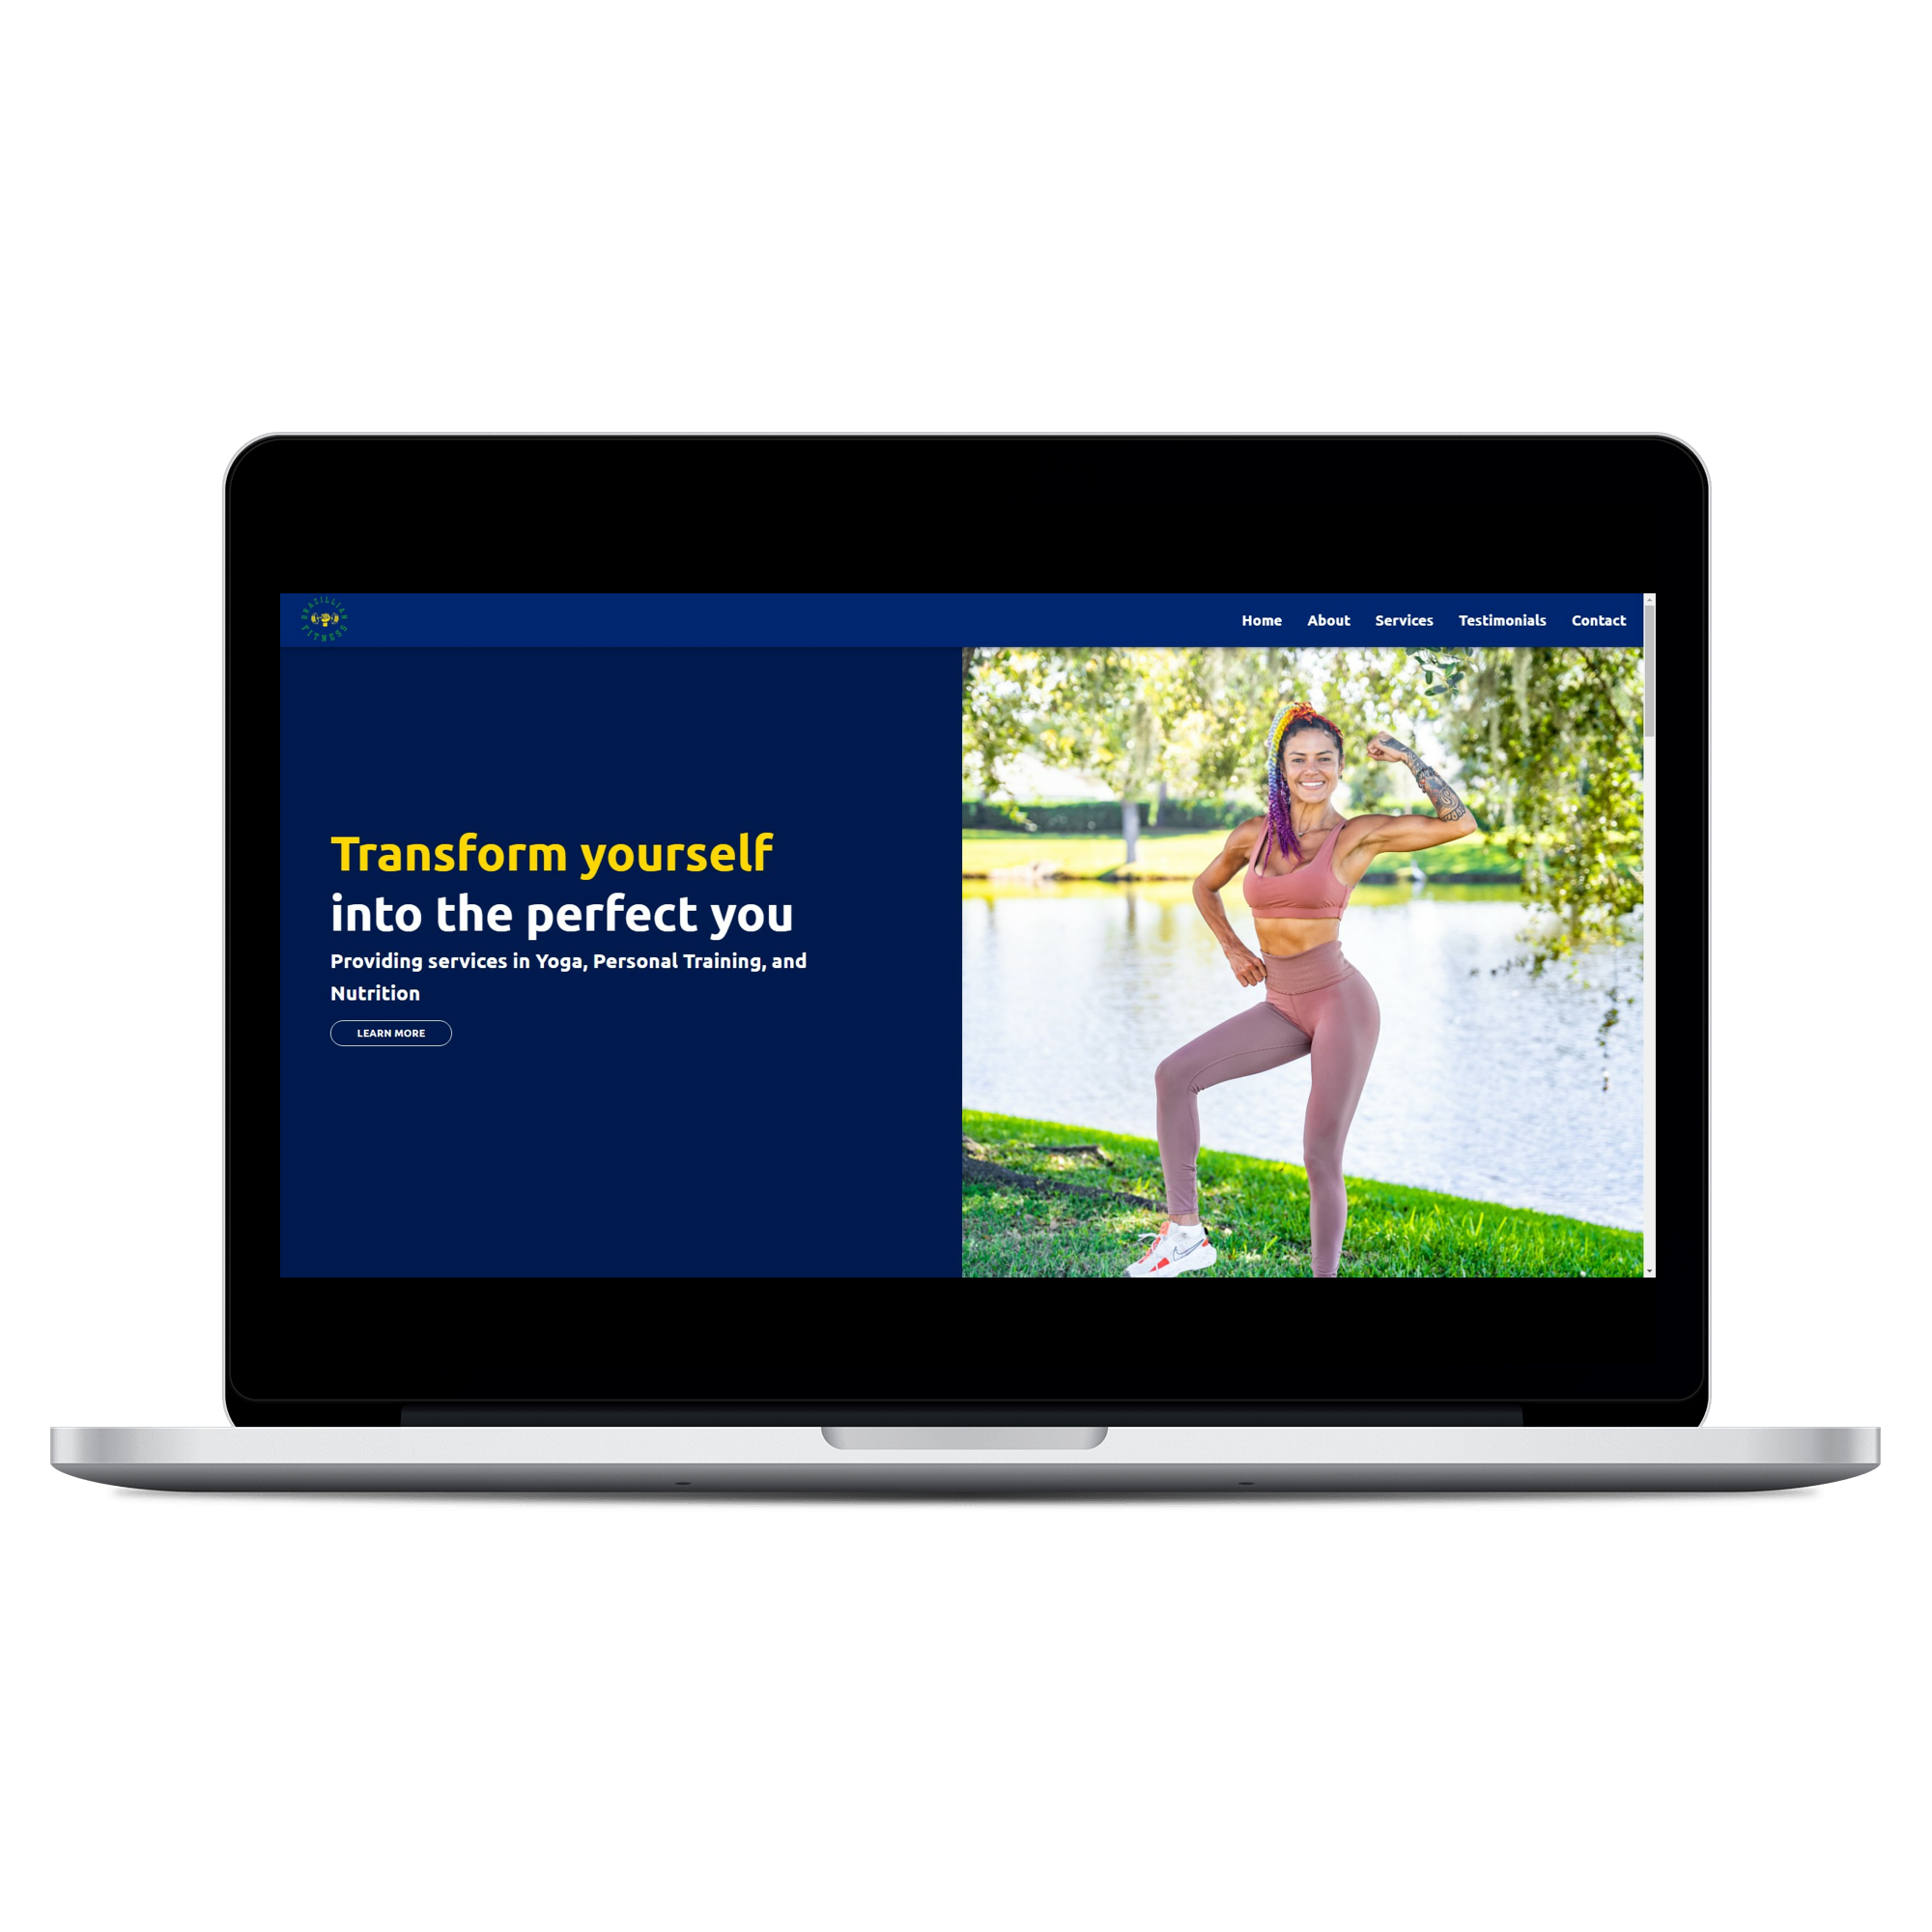 BRAZILLIAN
FITNESS
Home About Services Testimonials Contact
Transform yourself
into the perfect you
Providing services in Yoga, Personal Training, and
Nutrition
LEARN MORE